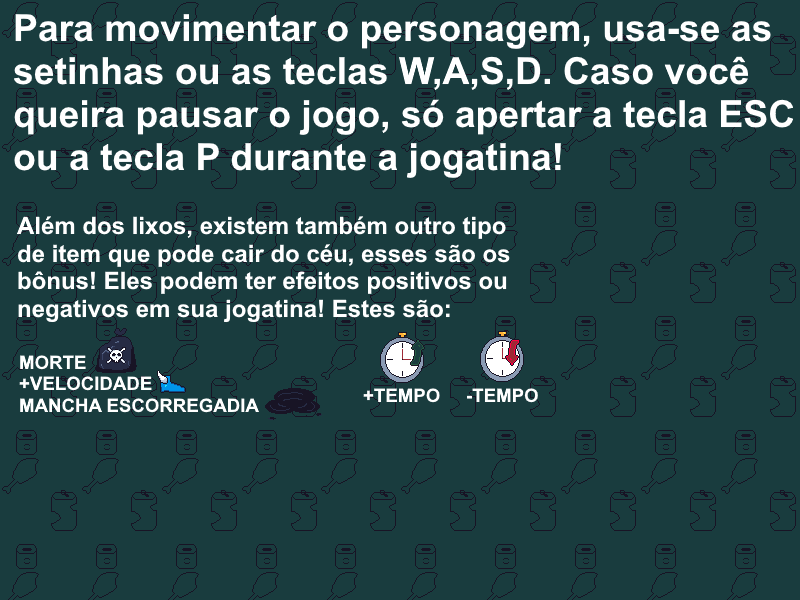 Para movimentar o personagem, usa-se as
setinhas ou as teclas W,A,S,D. Caso você
queira pausar o jogo, só apertar a tecla ESC
ou a tecla P durante a jogatina!
Além dos lixos, existem também outro tipo
de item que pode cair do céu, esses são os
bônus! Eles podem ter efeitos positivos ou
negativos em sua jogatina! Estes são:
MORTE
+VELOCIDADE
MANCHA ESCORREGADIA
+TEMPO
-TEMPO